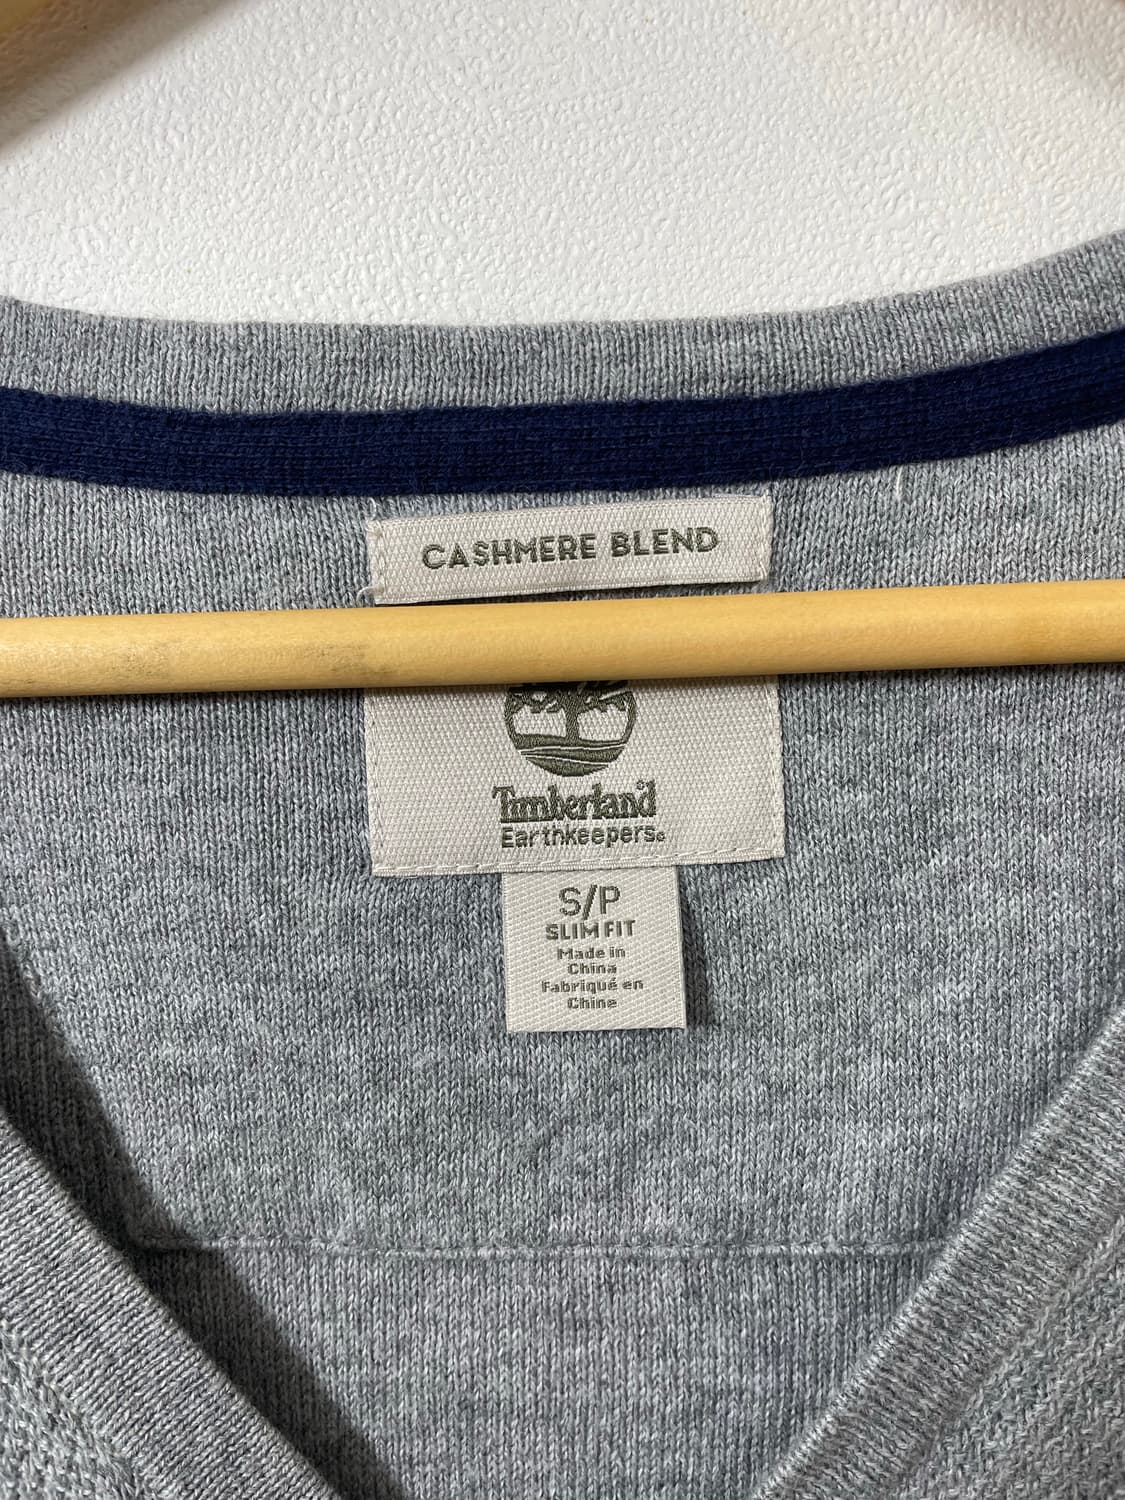 CASHMERE BLEND
Timberland
Earthkeepers®
S/P
SLIM FIT
Made in
China
Fabriqué en
Chine